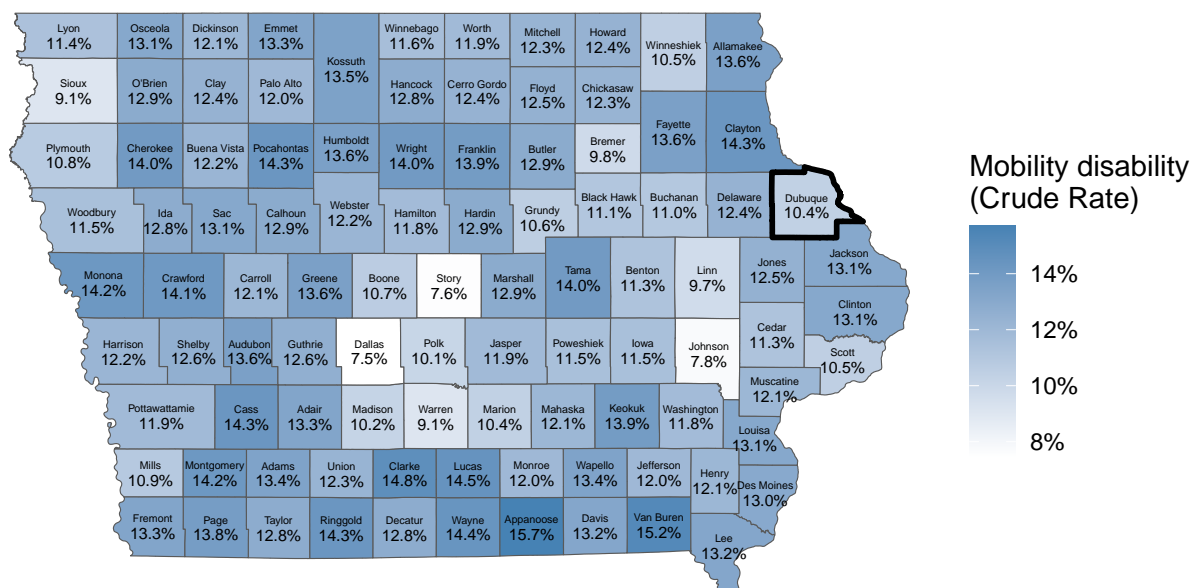 Lyon
11.4%
Osceola
13.1%
Dickinson
12.1%
Emmet
13.3%
Kossuth
13.5%
Winnebago
11.6%
Worth
11.9%
Mitchell
12.3%
Howard
12.4%
Winneshiek
10.5%
Allamakee
13.6%
Sioux
9.1%
O'Brien
12.9%
Clay
12.4%
Palo Alto
12.0%
Hancock
12.8%
Cerro Gordo
12.4%
Floyd
12.5%
Chickasaw
12.3%
Plymouth
10.8%
Cherokee
14.0%
Buena Vista
12.2%
Pocahontas
14.3%
Humboldt
13.6%
Wright
14.0%
Franklin
13.9%
Butler
12.9%
Bremer
9.8%
Fayette
13.6%
Clayton
14.3%
Woodbury
11.5%
Ida
12.8%
Sac
13.1%
Calhoun
12.9%
Webster
12.2%
Hamilton
11.8%
Hardin
12.9%
Grundy
10.6%
Black Hawk
11.1%
Buchanan
11.0%
Delaware
12.4%
Dubuque
10.4%
Monona
14.2%
Crawford
14.1%
Carroll
12.1%
Greene
13.6%
Boone
10.7%
Story
7.6%
Marshall
12.9%
Tama
14.0%
Benton
11.3%
Linn
9.7%
Jones
12.5%
Jackson
13.1%
Clinton
13.1%
Harrison
12.2%
Shelby
12.6%
Audubon
13.6%
Guthrie
12.6%
Dallas
7.5%
Polk
10.1%
Jasper
11.9%
Poweshiek
11.5%
Iowa
11.5%
Johnson
7.8%
Cedar
11.3%
Scott
10.5%
Muscatine
12.1%
Pottawattamie
11.9%
Cass
14.3%
Adair
13.3%
Madison
10.2%
Warren
9.1%
Marion
10.4%
Mahaska
12.1%
Keokuk
13.9%
Washington
11.8%
Louisa
13.1%
Mills
10.9%
Montgomery
14.2%
Adams
13.4%
Union
12.3%
Clarke
14.8%
Lucas
14.5%
Monroe
12.0%
Wapello
13.4%
Jefferson
12.0%
Henry
12.1%
Des Moines
13.0%
Fremont
13.3%
Page
13.8%
Taylor
12.8%
Ringgold
14.3%
Decatur
12.8%
Wayne
14.4%
Appanoose
15.7%
Davis
13.2%
Van Buren
15.2%
Lee
13.2%
Mobility disability
(Crude Rate)
14%
12%
10%
8%